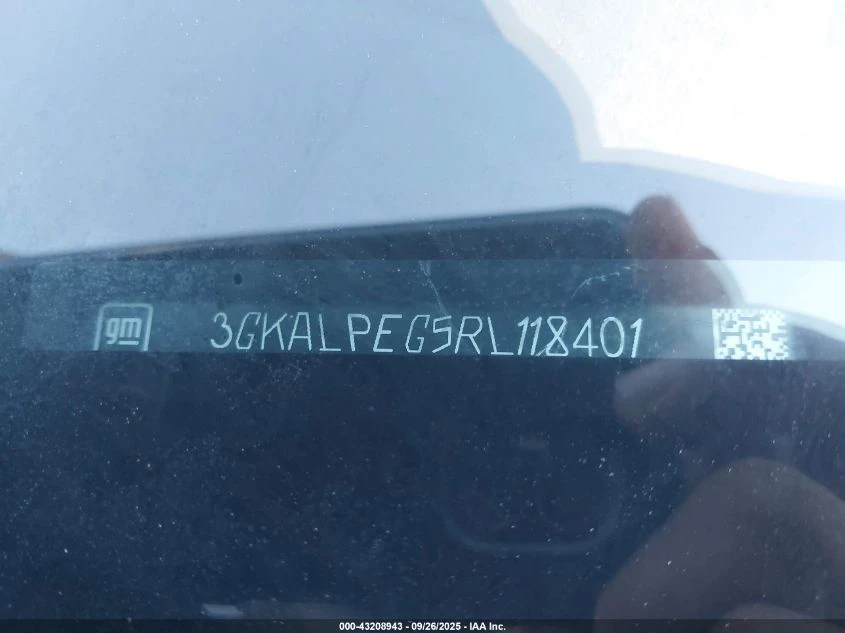 gm 3GKALPEG5RL118401
000-43208943 - 09/26/2025 - IAA Inc.